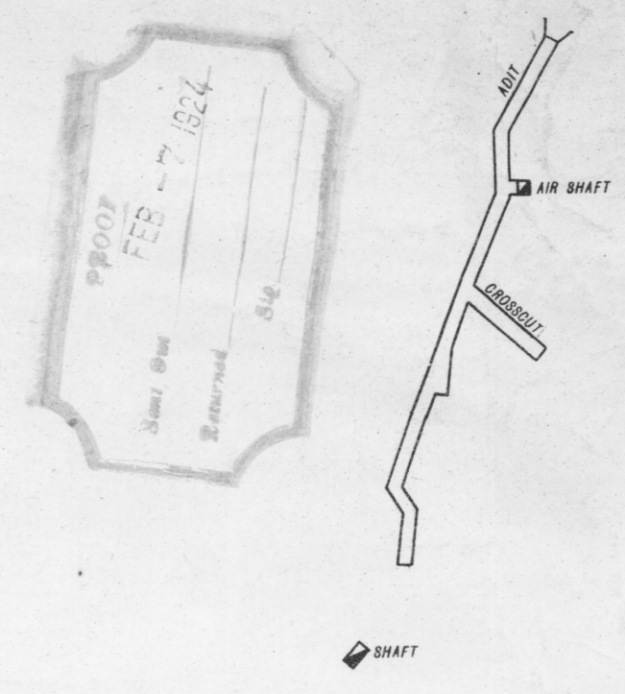 PROOF
FEB -7 1924
Sent Out
Returned
ADIT
AIR SHAFT
CROSSCUT
SHAFT